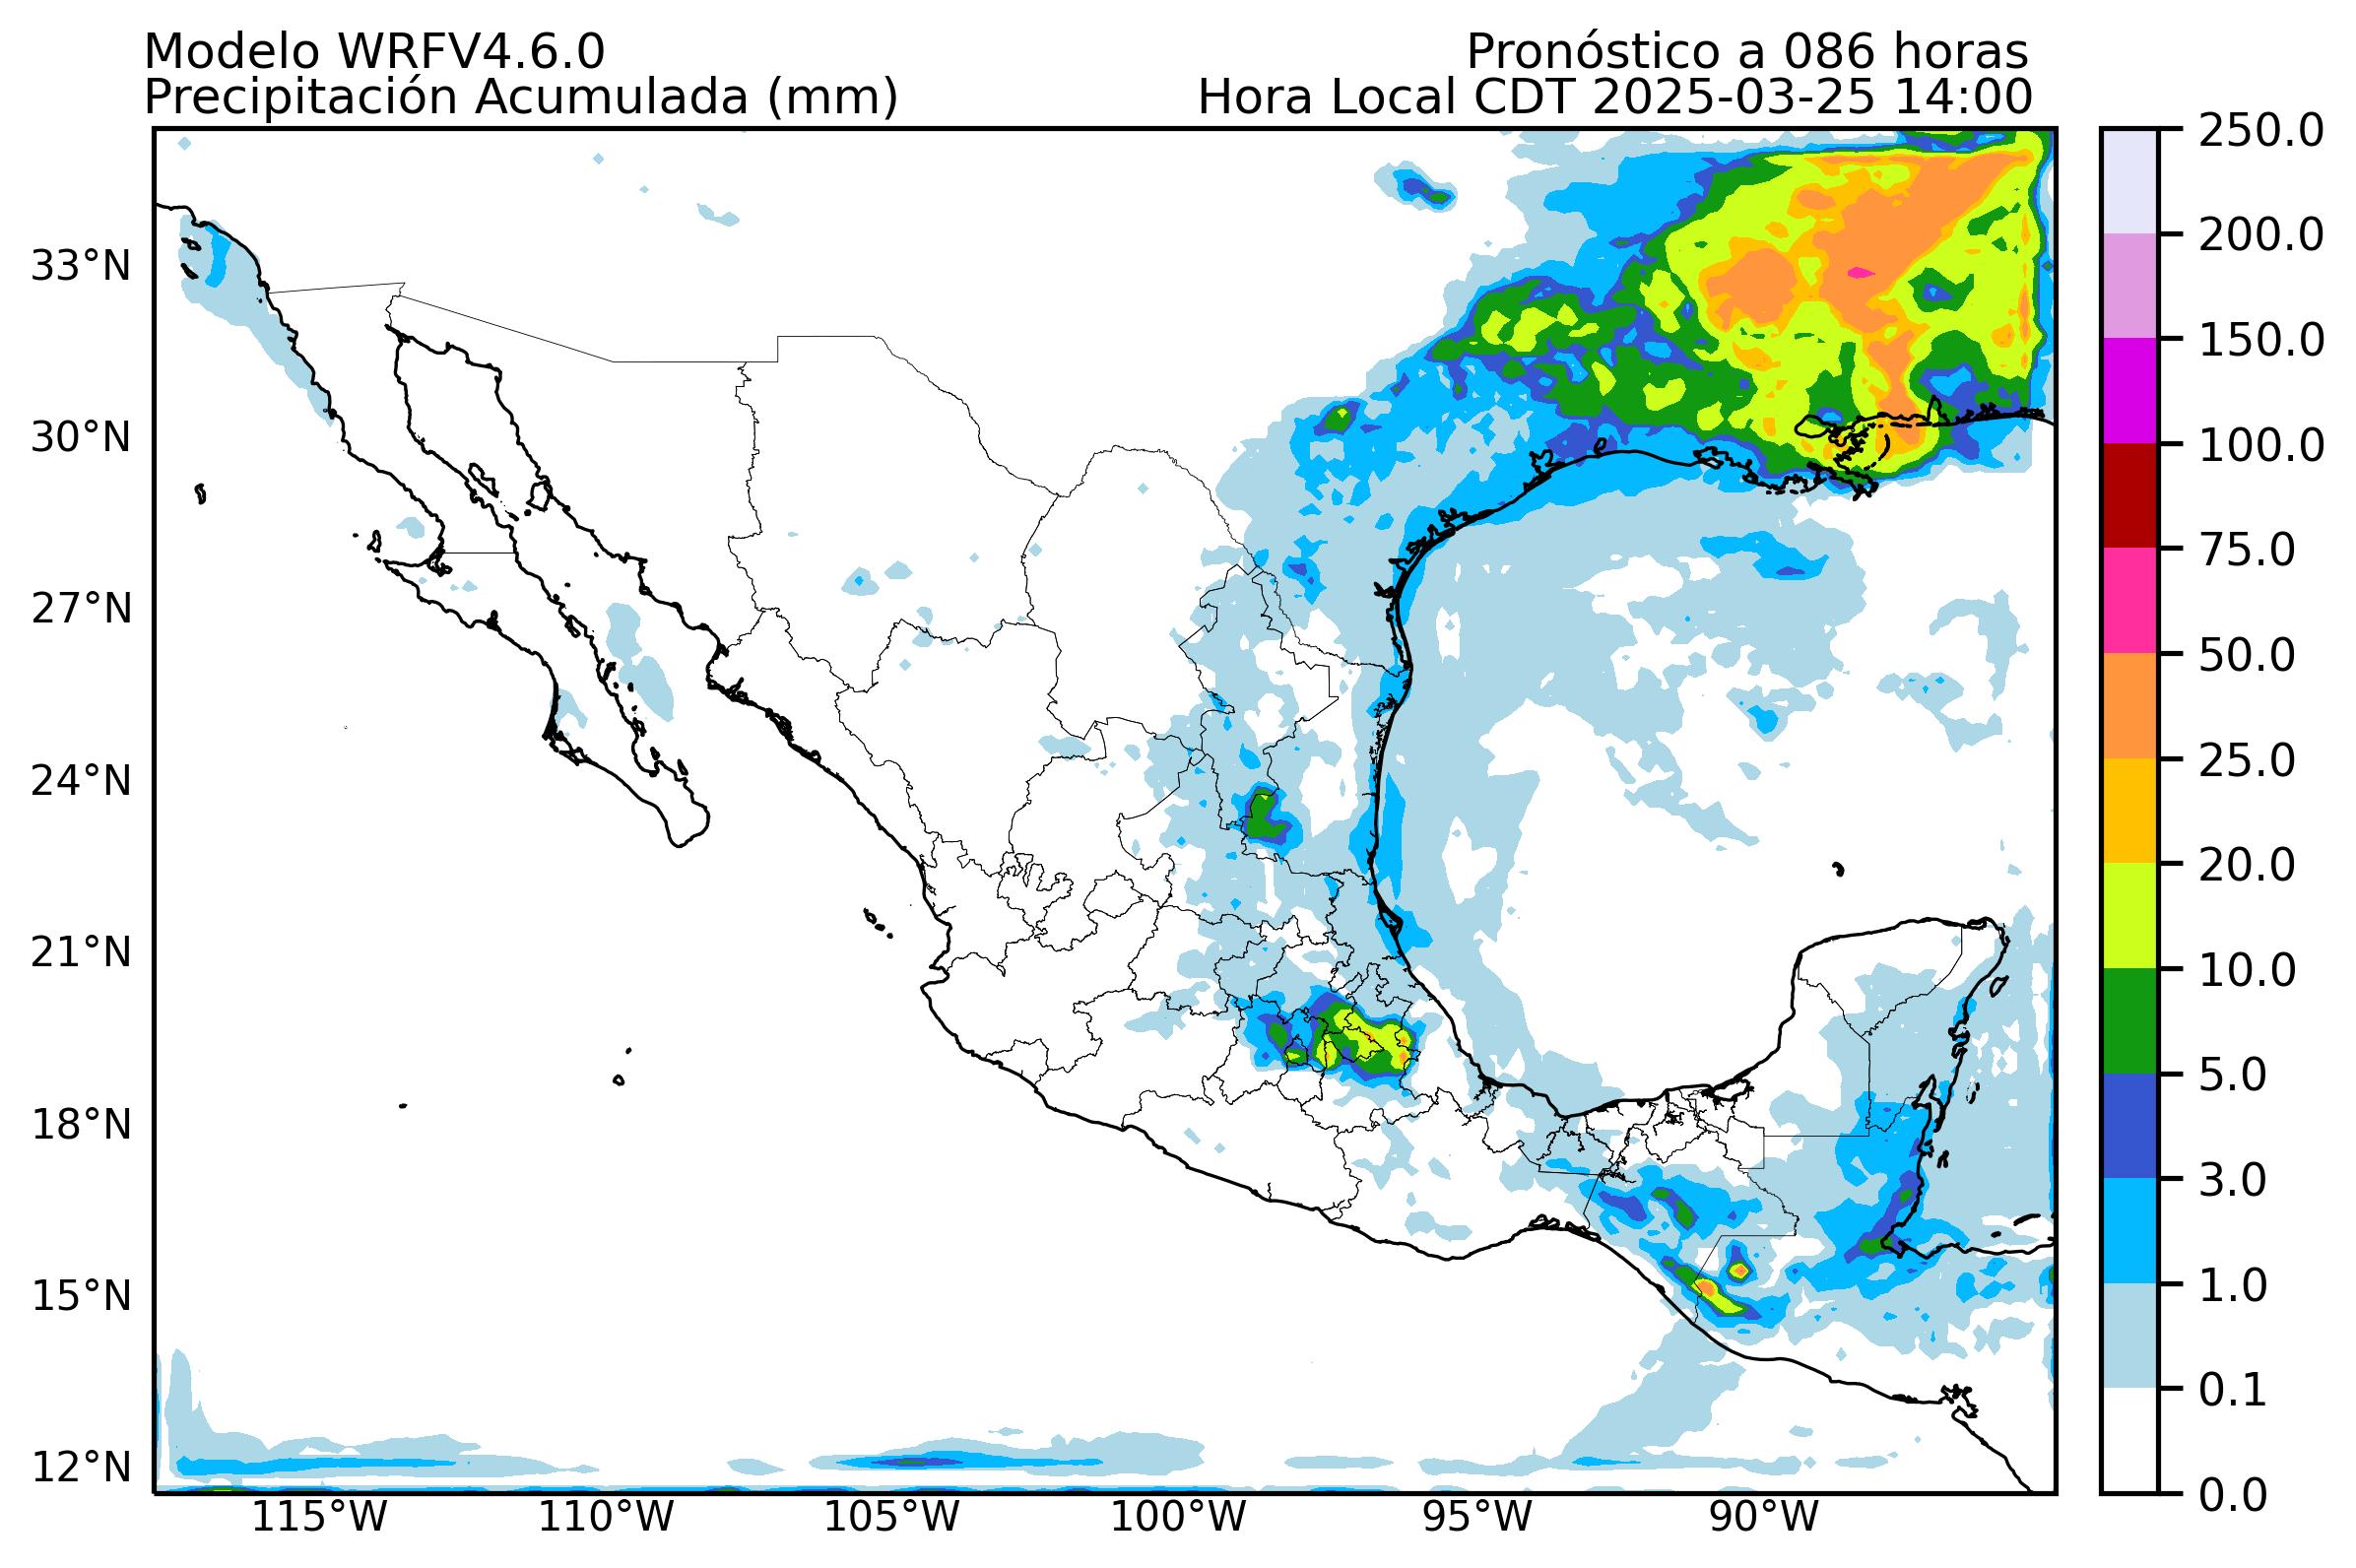 Modelo WRFV4.6.0
Pronóstico a 086 horas
Precipitación Acumulada (mm)
Hora Local CDT 2025-03-25 14:00
250.0
200.0
150.0
100.0
75.0
50.0
25.0
20.0
10.0
5.0
3.0
1.0
0.1
0.0
33°N
30°N
27°N
24°N
21°N
18°N
15°N
12°N
115°W
110°W
105°W
100°W
95°W
90°W